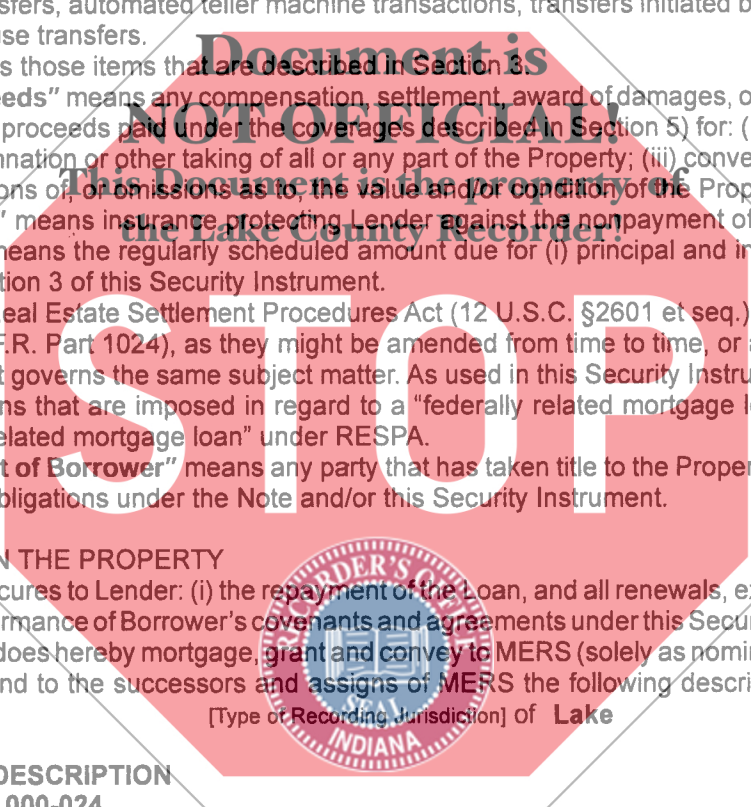 sfers, automated teller machine transactions, transfers initiated b
use transfers.
Document is
s those items that are described in Section 3.
eeds" means any compensation, settlement, award of damages, o
NOT OFFICIAL!
proceeds paid under the coverages described in Section 5) for: (
nnation or other taking of all or any part of the Property; (iii) conve
This Document is the property of
ons of, or omissions as to, the value and/or condition of the Prop
" means insurance protecting Lender against the nonpayment of
the Lake County Recorder!
eans the regularly scheduled amount due for (i) principal and in
tion 3 of this Security Instrument.
eal Estate Settlement Procedures Act (12 U.S.C. §2601 et seq.)
F.R. Part 1024), as they might be amended from time to time, or a
t governs the same subject matter. As used in this Security Instru
STOP
ns that are imposed in regard to a "federally related mortgage l
elated mortgage loan" under RESPA.
t of Borrower" means any party that has taken title to the Proper
bligations under the Note and/or this Security Instrument.
N THE PROPERTY
cures to Lender: (i) the repayment of the Loan, and all renewals, e
rmance of Borrower's covenants and agreements under this Secur
does hereby mortgage, grant and convey to MERS (solely as nomin
nd to the successors and assigns of MERS the following descri
RECORDER'S OFFICE
SEAL
INDIANA
[Type of Recording Jurisdiction] of Lake
DESCRIPTION
000-024